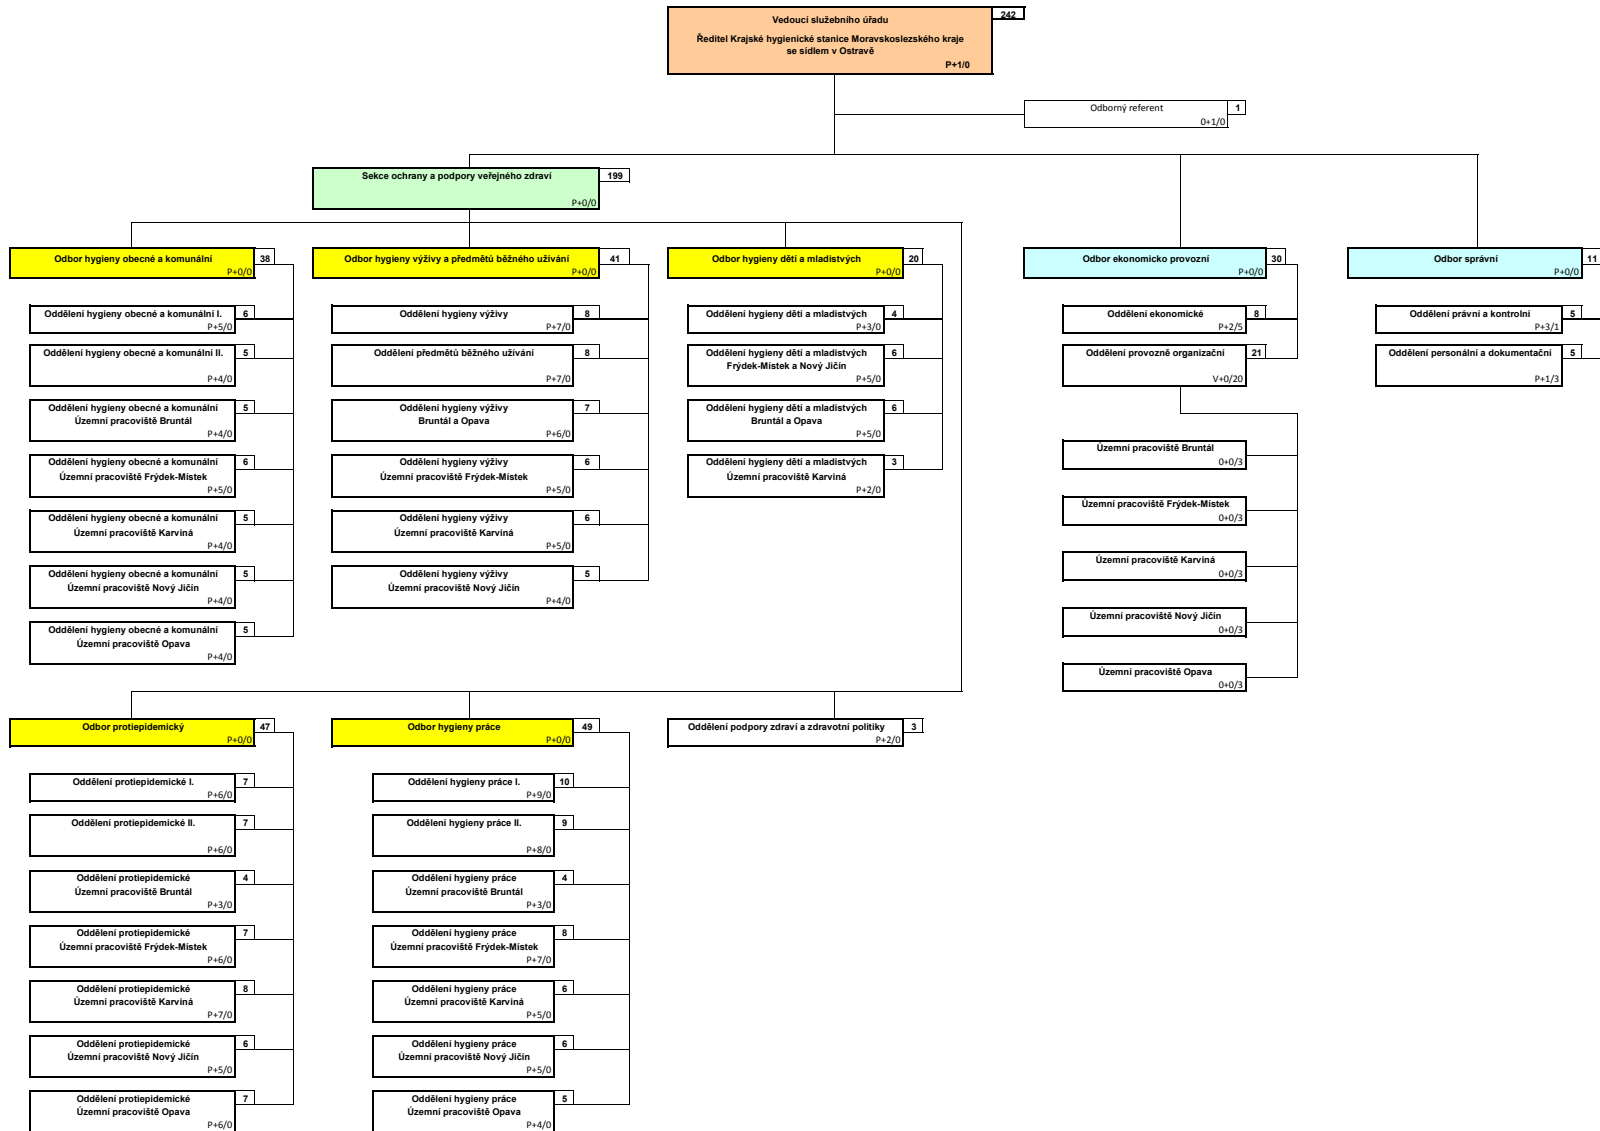 Vedoucí služebního úřadu
242
Ředitel Krajské hygienické stanice Moravskoslezského kraje
se sídlem v Ostravě
P+1/0
Odborný referent
1
0+1/0
Sekce ochrany a podpory veřejného zdraví
199
P+0/0
Odbor hygieny obecné a komunální
38
P+0/0
Oddělení hygieny obecné a komunální I.
6
P+5/0
Oddělení hygieny obecné a komunální II.
5
P+4/0
Oddělení hygieny obecné a komunální
5
Územní pracoviště Bruntál
P+4/0
Oddělení hygieny obecné a komunální
6
Územní pracoviště Frýdek-Místek
P+5/0
Oddělení hygieny obecné a komunální
5
Územní pracoviště Karviná
P+4/0
Oddělení hygieny obecné a komunální
5
Územní pracoviště Nový Jičín
P+4/0
Oddělení hygieny obecné a komunální
5
Územní pracoviště Opava
P+4/0
Odbor hygieny výživy a předmětů běžného užívání
41
P+0/0
Oddělení hygieny výživy
8
P+7/0
Oddělení předmětů běžného užívání
8
P+7/0
Oddělení hygieny výživy
7
Bruntál a Opava
P+6/0
Oddělení hygieny výživy
6
Územní pracoviště Frýdek-Místek
P+5/0
Oddělení hygieny výživy
6
Územní pracoviště Karviná
P+5/0
Oddělení hygieny výživy
5
Územní pracoviště Nový Jičín
P+4/0
Odbor hygieny dětí a mladistvých
20
P+0/0
Oddělení hygieny dětí a mladistvých
4
P+3/0
Oddělení hygieny dětí a mladistvých
6
Frýdek-Místek a Nový Jičín
P+5/0
Oddělení hygieny dětí a mladistvých
6
Bruntál a Opava
P+5/0
Oddělení hygieny dětí a mladistvých
3
Územní pracoviště Karviná
P+2/0
Odbor ekonomicko provozní
30
P+0/0
Oddělení ekonomické
8
P+2/5
Oddělení provozně organizační
21
V+0/20
Územní pracoviště Bruntál
0+0/3
Územní pracoviště Frýdek-Místek
0+0/3
Územní pracoviště Karviná
0+0/3
Územní pracoviště Nový Jičín
0+0/3
Územní pracoviště Opava
0+0/3
Odbor správní
11
P+0/0
Oddělení právní a kontrolní
5
P+3/1
Oddělení personální a dokumentační
5
P+1/3
Odbor protiepidemický
47
P+0/0
Oddělení protiepidemické I.
7
P+6/0
Oddělení protiepidemické II.
7
P+6/0
Oddělení protiepidemické
4
Územní pracoviště Bruntál
P+3/0
Oddělení protiepidemické
7
Územní pracoviště Frýdek-Místek
P+6/0
Oddělení protiepidemické
8
Územní pracoviště Karviná
P+7/0
Oddělení protiepidemické
6
Územní pracoviště Nový Jičín
P+5/0
Oddělení protiepidemické
7
Územní pracoviště Opava
P+6/0
Odbor hygieny práce
49
P+0/0
Oddělení hygieny práce I.
10
P+9/0
Oddělení hygieny práce II.
9
P+8/0
Oddělení hygieny práce
4
Územní pracoviště Bruntál
P+3/0
Oddělení hygieny práce
8
Územní pracoviště Frýdek-Místek
P+7/0
Oddělení hygieny práce
6
Územní pracoviště Karviná
P+5/0
Oddělení hygieny práce
6
Územní pracoviště Nový Jičín
P+5/0
Oddělení hygieny práce
5
Územní pracoviště Opava
P+4/0
Oddělení podpory zdraví a zdravotní politiky
3
P+2/0